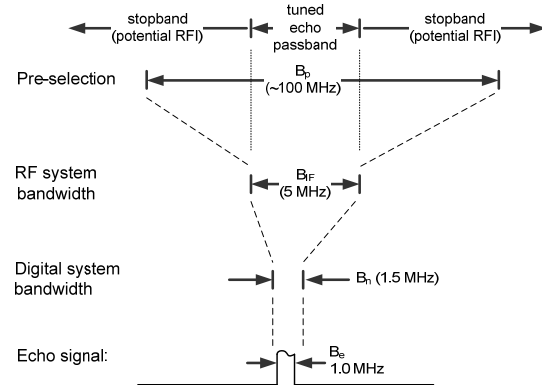 stopband
(potential RFI)
tuned
echo
passband
stopband
(potential RFI)
Pre-selection
Bp
(~100 MHz)
RF system
bandwidth
BIF
(5 MHz)
Digital system
bandwidth
Bn (1.5 MHz)
Echo signal:
Be
1.0 MHz